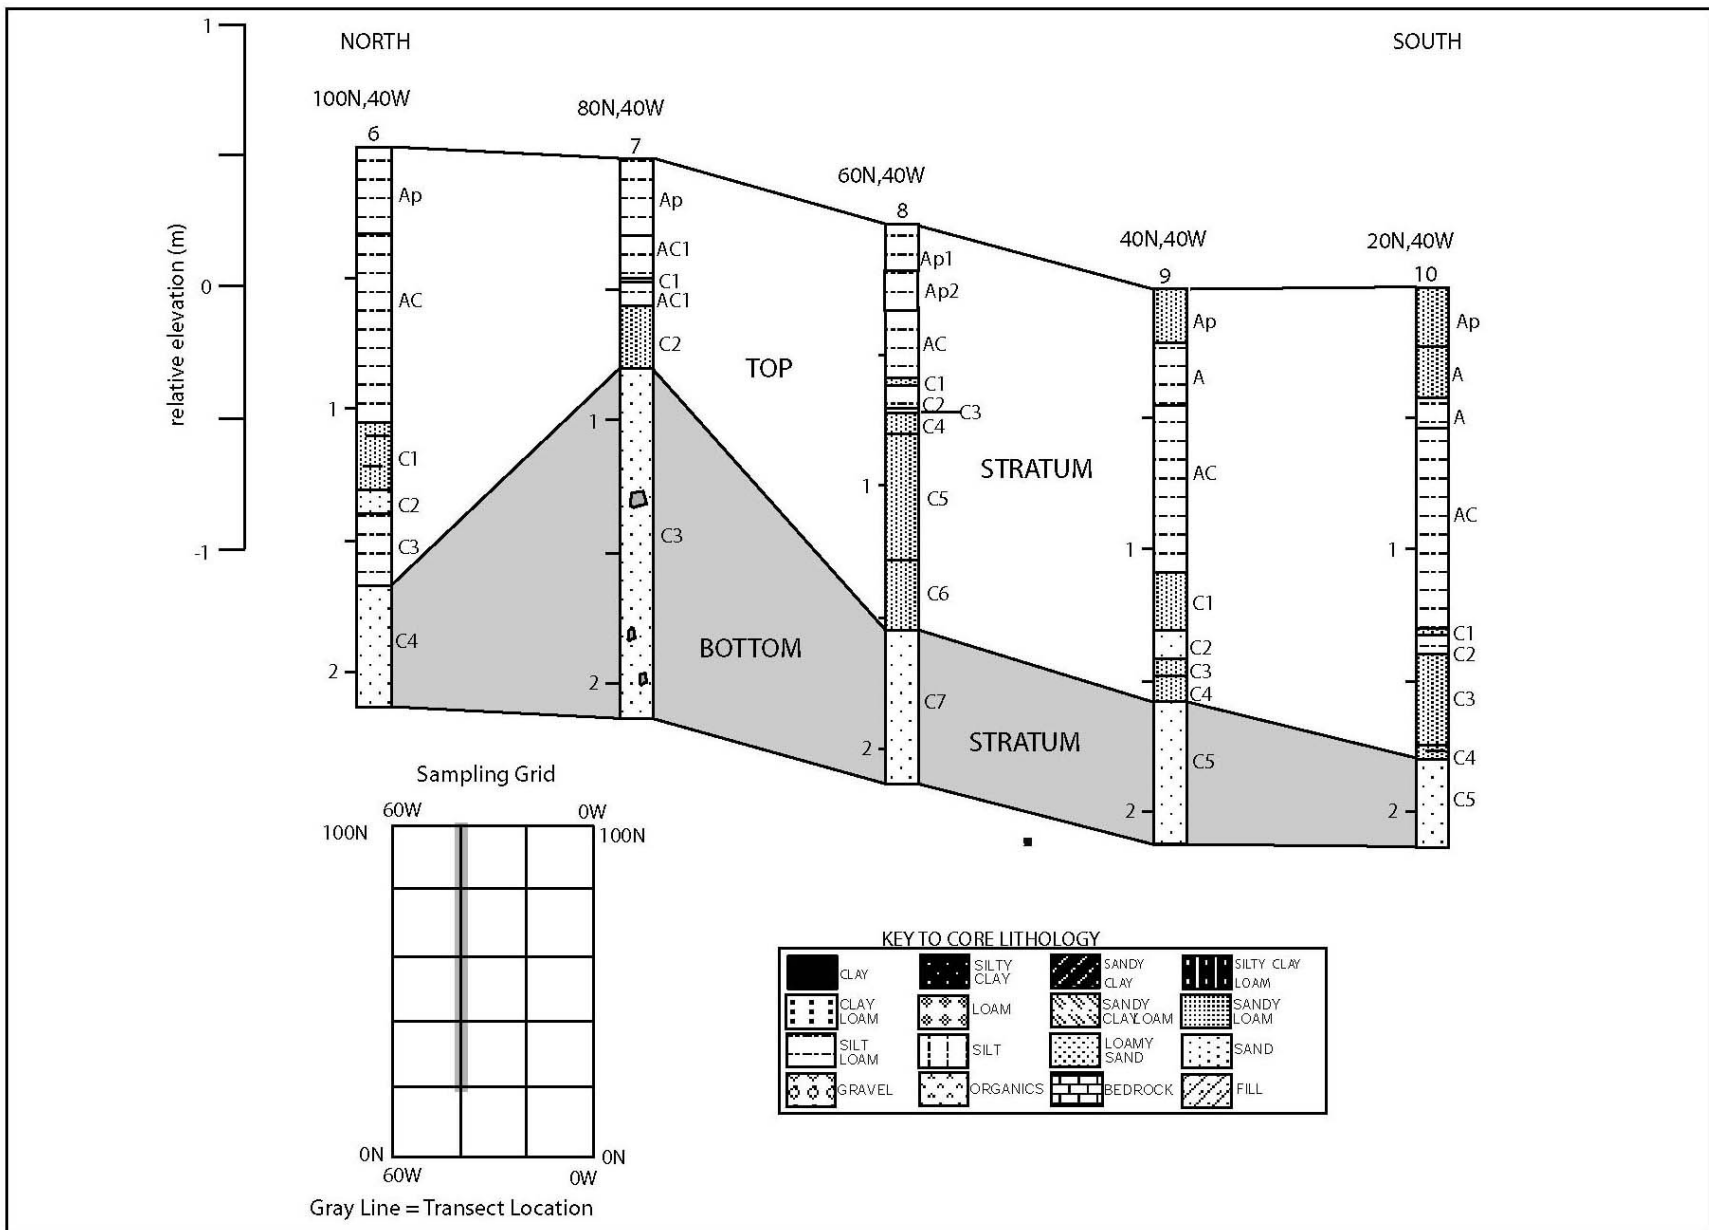 1
NORTH
SOUTH
100N,40W
80N,40W
60N,40W
40N,40W
20N,40W
6
7
8
9
10
relative elevation (m)
0
-1
Ap
AC
1
C1
C2
C3
C4
2
Ap
AC1
C1
AC1
C2
1
C3
2
Ap1
Ap2
AC
C1
C2
C3
C4
1
C5
C6
C7
2
Ap
A
AC
1
C1
C2
C3
C4
C5
2
Ap
A
A
AC
1
C1
C2
C3
C4
C5
2
TOP
STRATUM
BOTTOM
STRATUM
Sampling Grid
60W
0W
100N
100N
0N
0N
60W
0W
Gray Line = Transect Location
KEY TO CORE LITHOLOGY
CLAY
SILTY
CLAY
SANDY
CLAY
SILTY CLAY
LOAM
CLAY
LOAM
LOAM
SANDY
CLAY LOAM
SANDY
LOAM
SILT
LOAM
SILT
LOAMY
SAND
SAND
GRAVEL
ORGANICS
BEDROCK
FILL